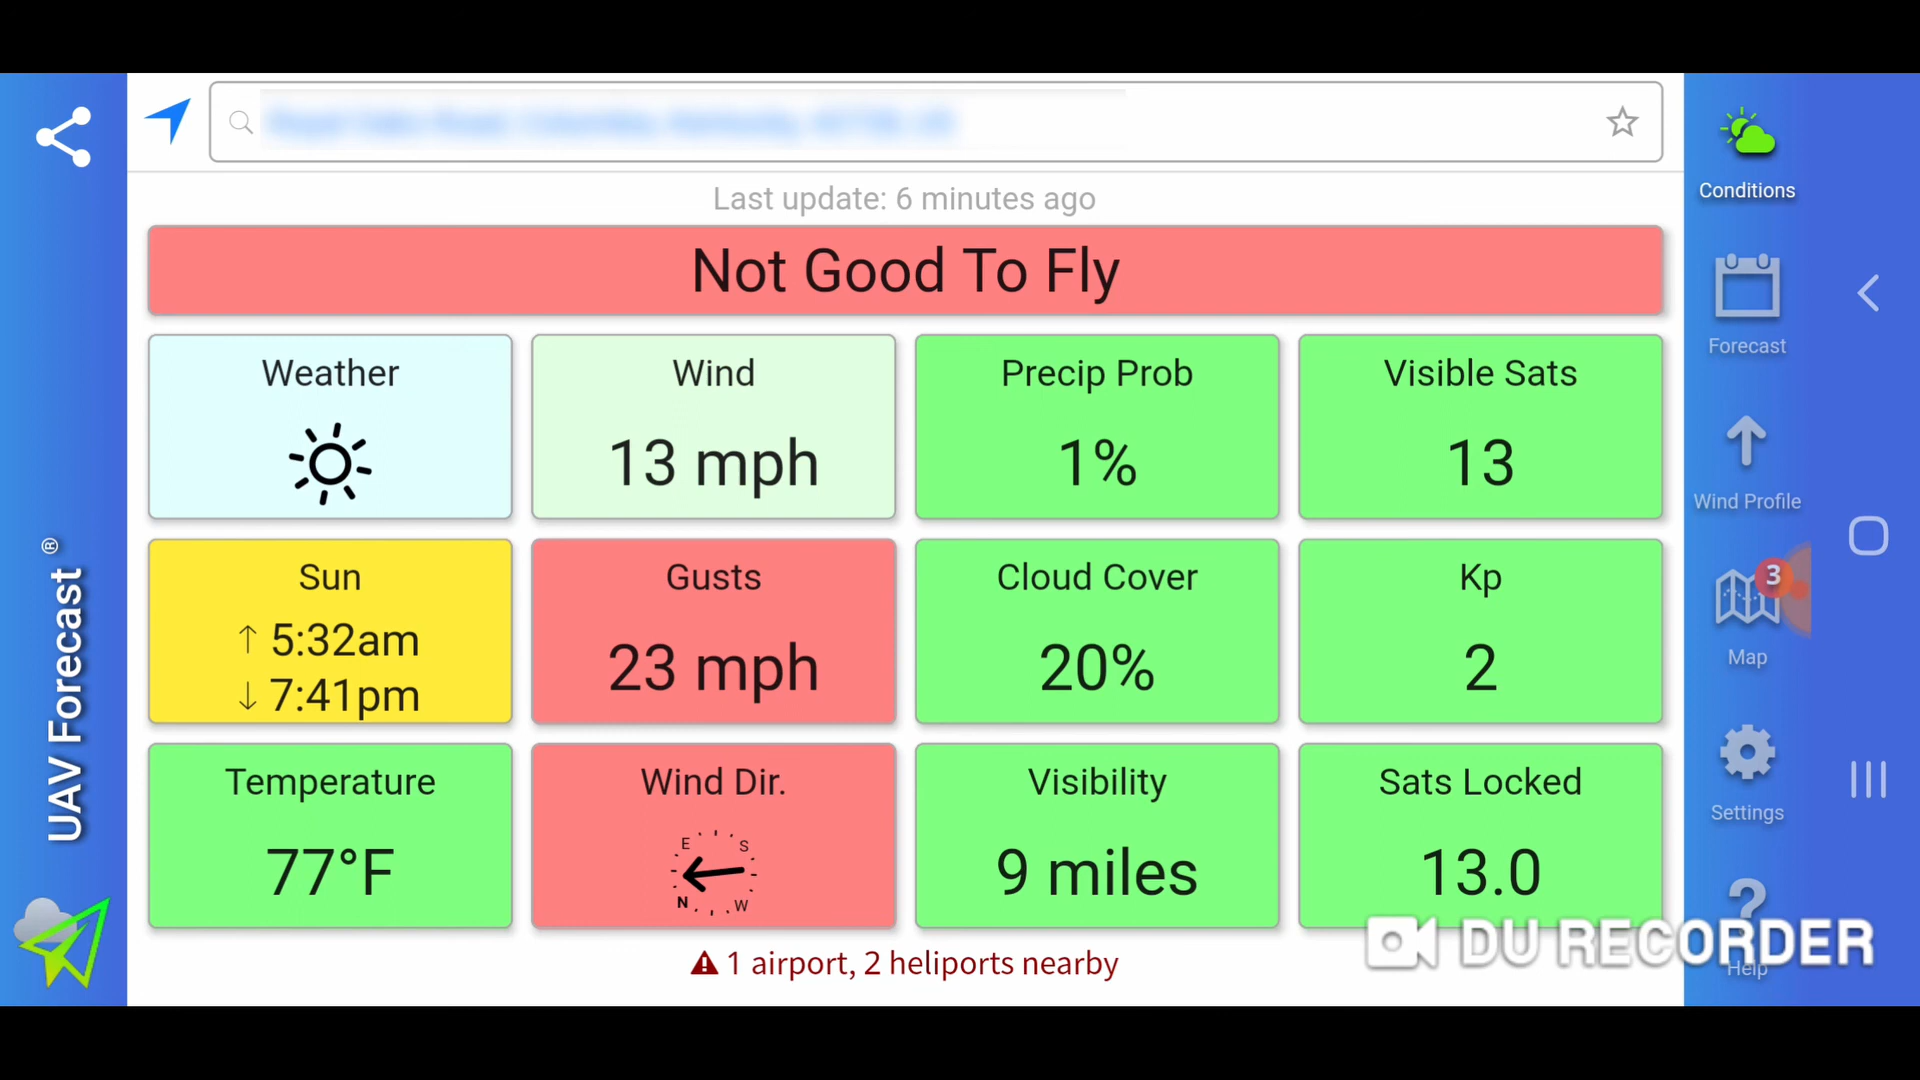 Last update: 6 minutes ago
Not Good To Fly
Weather
Wind
13 mph
Precip Prob
1%
Visible Sats
13
Sun
↑ 5:32am
↓ 7:41pm
Gusts
23 mph
Cloud Cover
20%
Kp
2
Temperature
77°F
Wind Dir.
E S
N W
Visibility
9 miles
Sats Locked
13.0
1 airport, 2 heliports nearby
UAV Forecast®
Conditions
Forecast
Wind Profile
3
Map
Settings
?
Help
DU RECORDER